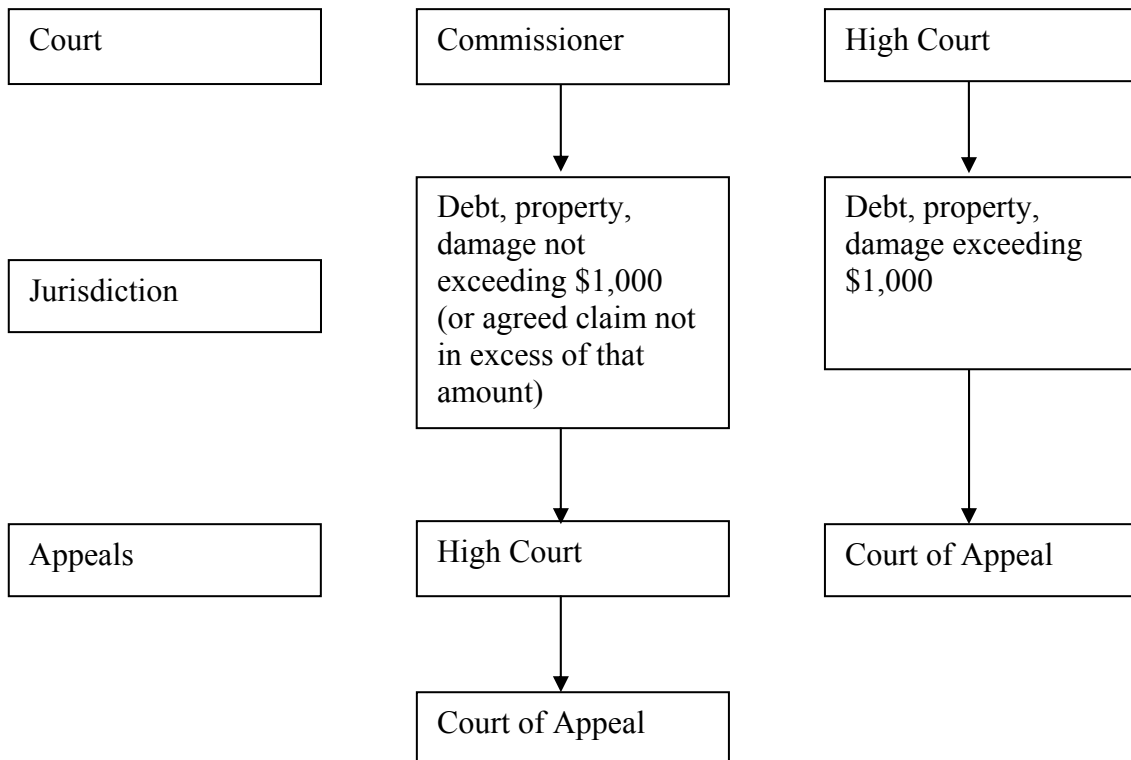 Court
Commissioner
High Court
Jurisdiction
Debt, property,
damage not
exceeding $1,000
(or agreed claim not
in excess of that
amount)
Debt, property,
damage exceeding
$1,000
Appeals
High Court
Court of Appeal
Court of Appeal